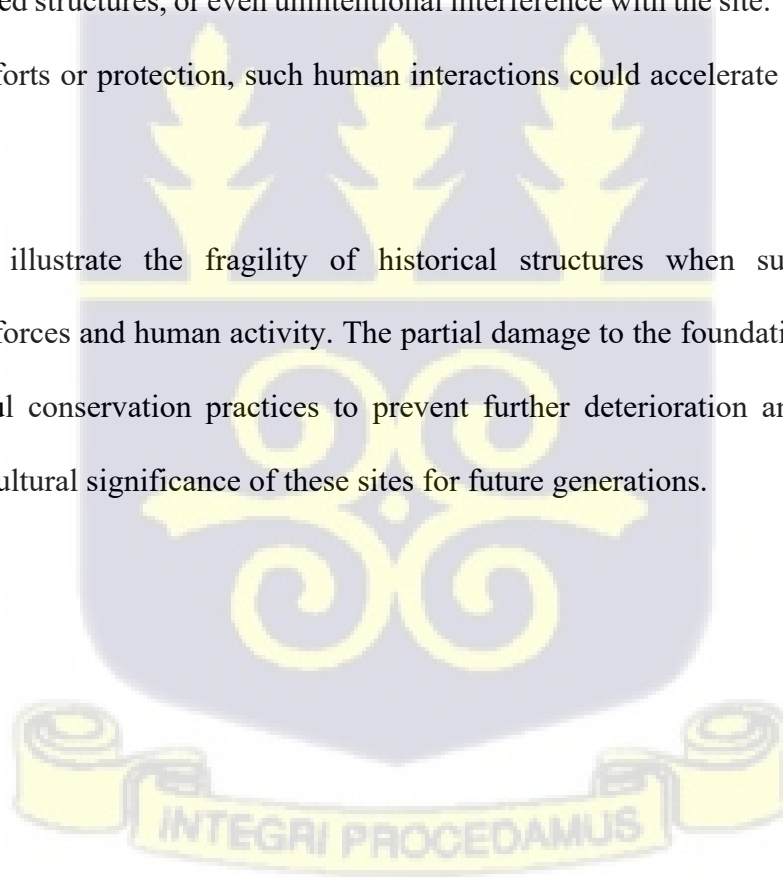 ed structures, or even unintentional interference with the site.
forts or protection, such human interactions could accelerate
illustrate the fragility of historical structures when su
forces and human activity. The partial damage to the foundati
ul conservation practices to prevent further deterioration an
ultural significance of these sites for future generations.
INTEGRI PROCEDAMUS